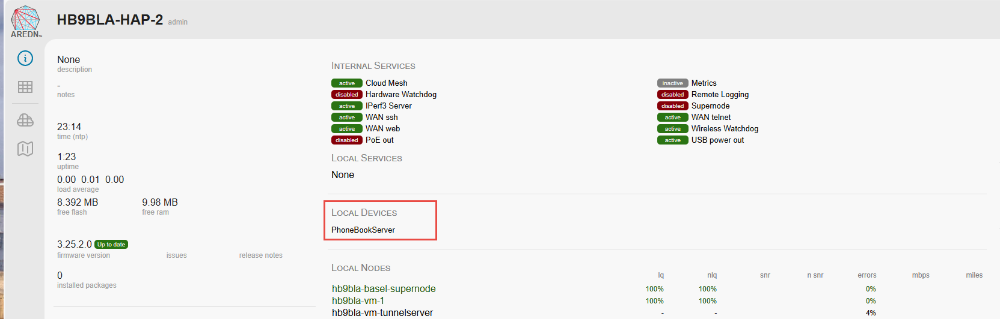 AREDN™
HB9BLA-HAP-2 admin
None
description
-
notes
23:14
time (ntp)
1:23
uptime
0.00 0.01 0.00
load average
8.392 MB 9.98 MB
free flash free ram
3.25.2.0 Up to date
firmware version issues release notes
0
installed packages
INTERNAL SERVICES
active Cloud Mesh inactive Metrics
disabled Hardware Watchdog disabled Remote Logging
active IPerf3 Server disabled Supernode
active WAN ssh active WAN telnet
active WAN web active Wireless Watchdog
disabled PoE out active USB power out
LOCAL SERVICES
None
LOCAL DEVICES
PhoneBookServer
LOCAL NODES
lq nlq snr n snr errors mbps miles
hb9bla-basel-supernode 100% 100% 0%
hb9bla-vm-1 100% 100% 0%
hb9bla-vm-tunnelserver - - 4%